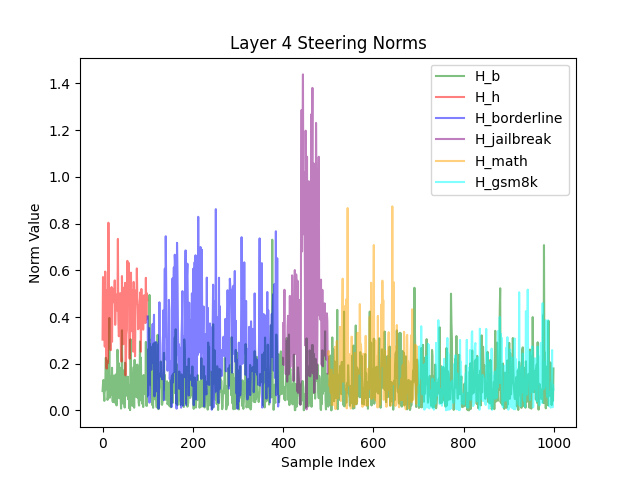 Layer 4 Steering Norms
H_b
H_h
H_borderline
H_jailbreak
H_math
H_gsm8k
1.4
1.2
1.0
0.8
0.6
0.4
0.2
0.0
Norm Value
0 200 400 600 800 1000
Sample Index